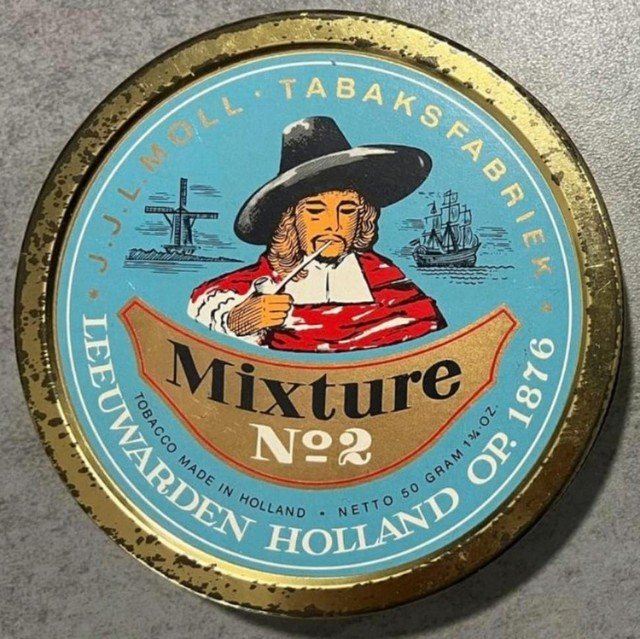 J.J.L. MOLL · TABAKSFABRIEK
Mixture
No2
TOBACCO MADE IN HOLLAND • NETTO 50 GRAM 1¾ OZ.
LEEUWARDEN HOLLAND OP. 1876